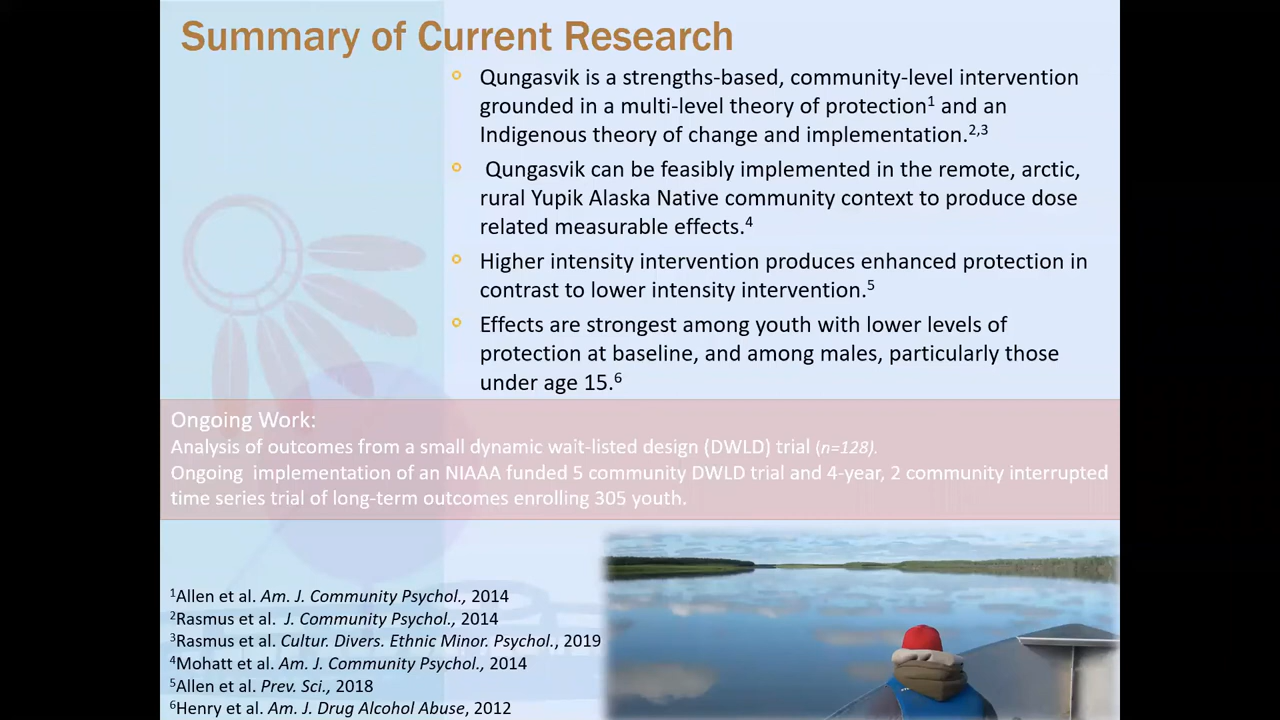 Summary of Current Research
Qungasvik is a strengths-based, community-level intervention
grounded in a multi-level theory of protection¹ and an
Indigenous theory of change and implementation.²,³
Qungasvik can be feasibly implemented in the remote, arctic,
rural Yupik Alaska Native community context to produce dose
related measurable effects.⁴
Higher intensity intervention produces enhanced protection in
contrast to lower intensity intervention.⁵
Effects are strongest among youth with lower levels of
protection at baseline, and among males, particularly those
under age 15.⁶
Ongoing Work:
Analysis of outcomes from a small dynamic wait-listed design (DWLD) trial (n=128).
Ongoing implementation of an NIAAA funded 5 community DWLD trial and 4-year, 2 community interrupted
time series trial of long-term outcomes enrolling 305 youth.
¹Allen et al. Am. J. Community Psychol., 2014
²Rasmus et al. J. Community Psychol., 2014
³Rasmus et al. Cultur. Divers. Ethnic Minor. Psychol., 2019
⁴Mohatt et al. Am. J. Community Psychol., 2014
⁵Allen et al. Prev. Sci., 2018
⁶Henry et al. Am. J. Drug Alcohol Abuse, 2012